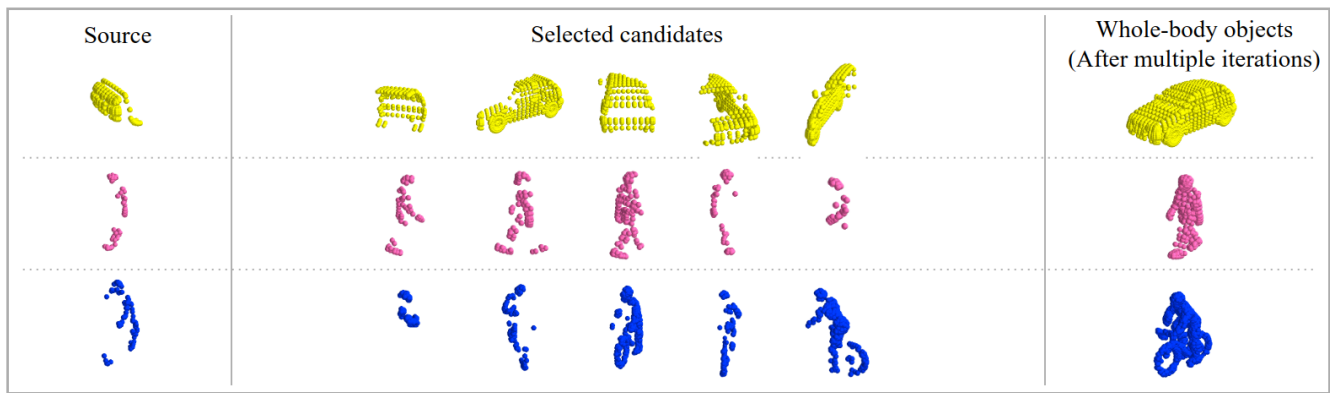 Source
Selected candidates
Whole-body objects
(After multiple iterations)